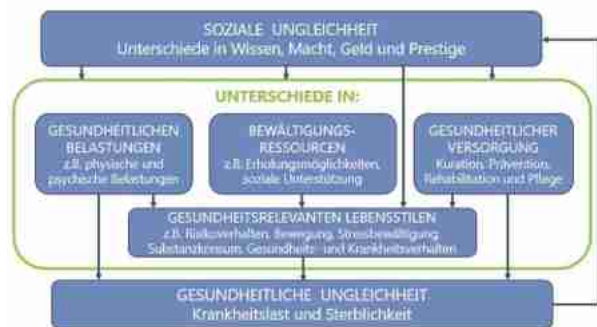 SOZIALE UNGLEICHHEIT
Unterschiede in Wissen, Macht, Geld und Prestige
UNTERSCHIEDE IN:
GESUNDHEITLICHEN
BELASTUNGEN
z.B. physische und
psychische Belastungen
BEWÄLTIGUNGS-
RESSOURCEN
z.B. Erholungsmöglichkeiten,
soziale Unterstützung
GESUNDHEITLICHER
VERSORGUNG
Kuration, Prävention,
Rehabilitation und Pflege
GESUNDHEITSRELEVANTEN LEBENSSTILEN
z.B. Risikoverhalten, Bewegung, Stressbewältigung
Substanzkonsum, Gesundheits- und Krankheitsverhalten
GESUNDHEITLICHE UNGLEICHHEIT
Krankheitslast und Sterblichkeit